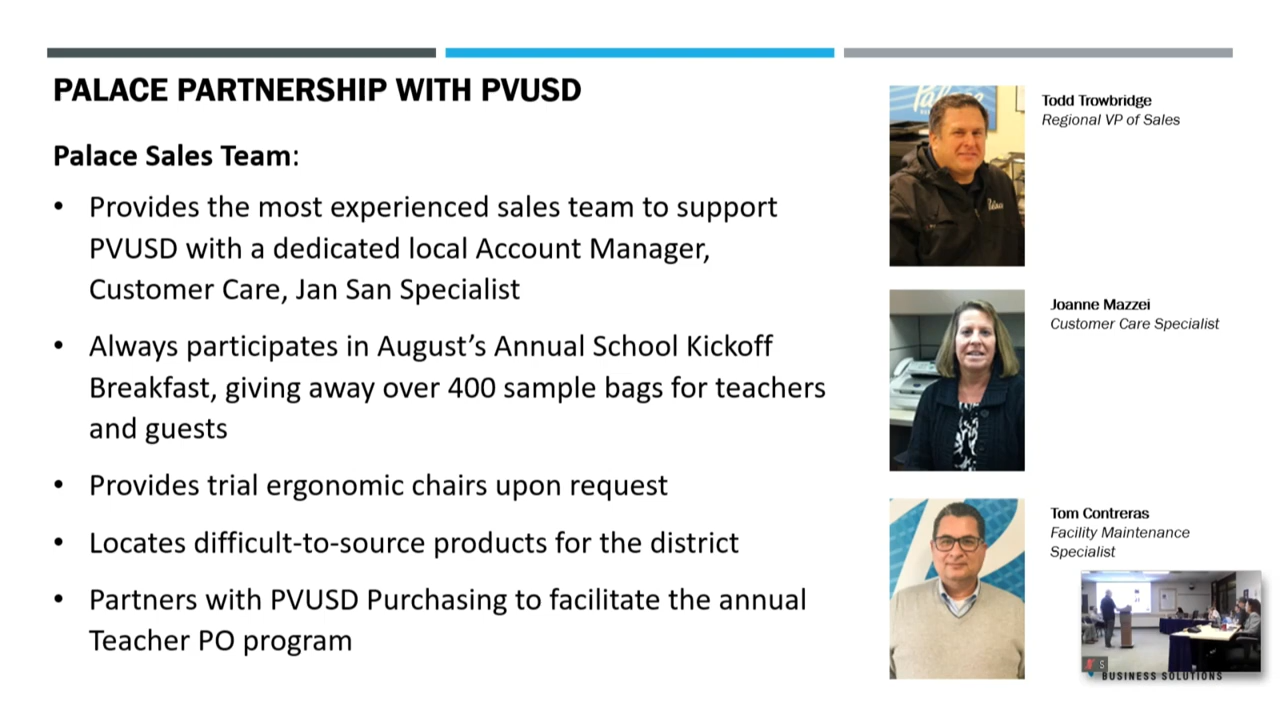 PALACE PARTNERSHIP WITH PVUSD
Palace Sales Team:
• Provides the most experienced sales team to support
PVUSD with a dedicated local Account Manager,
Customer Care, Jan San Specialist
• Always participates in August's Annual School Kickoff
Breakfast, giving away over 400 sample bags for teachers
and guests
• Provides trial ergonomic chairs upon request
• Locates difficult-to-source products for the district
• Partners with PVUSD Purchasing to facilitate the annual
Teacher PO program
Palace
Todd Trowbridge
Regional VP of Sales
Joanne Mazzei
Customer Care Specialist
Tom Contreras
Facility Maintenance
Specialist
S
BUSINESS SOLUTIONS